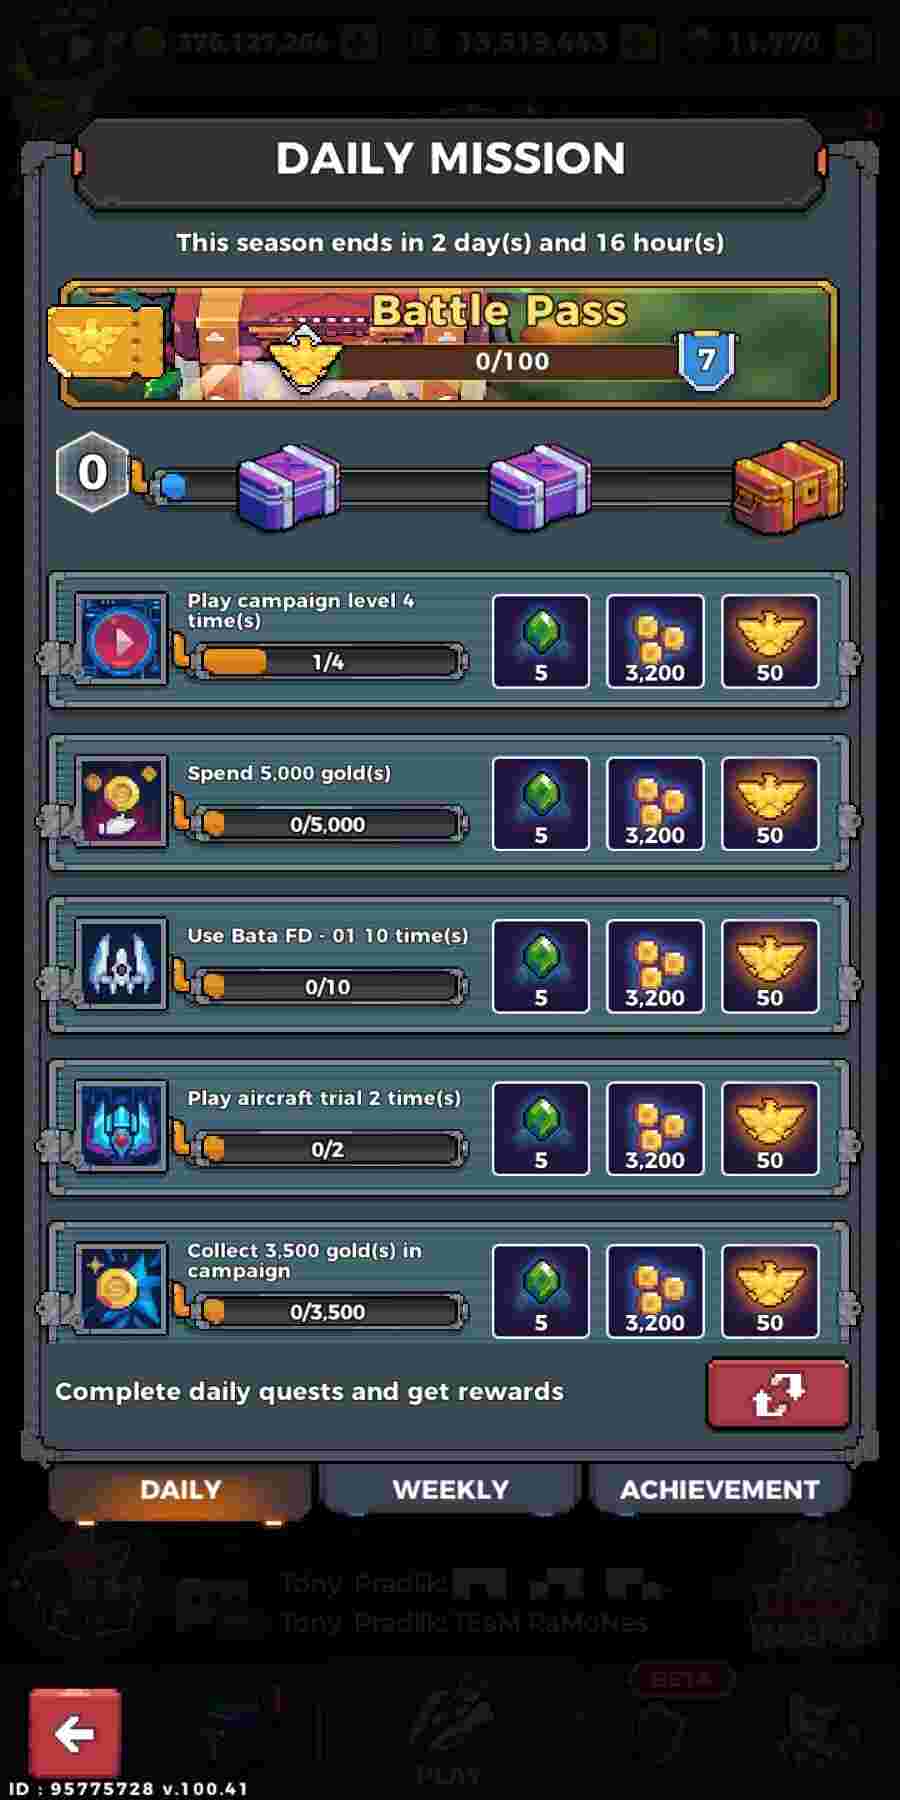 376,127,264
13,519,443
11,770
DAILY MISSION
This season ends in 2 day(s) and 16 hour(s)
Battle Pass
0/100
7
0
Play campaign level 4
time(s)
1/4
5
3,200
50
Spend 5,000 gold(s)
0/5,000
5
3,200
50
Use Bata FD - 01 10 time(s)
0/10
5
3,200
50
Play aircraft trial 2 time(s)
0/2
5
3,200
50
Collect 3,500 gold(s) in
campaign
0/3,500
5
3,200
50
Complete daily quests and get rewards
DAILY
WEEKLY
ACHIEVEMENT
Tony Pradlik:
Tony Pradlik: TEsM RaMoNes
BETA
PLAY
ID : 95775728 v.100.41